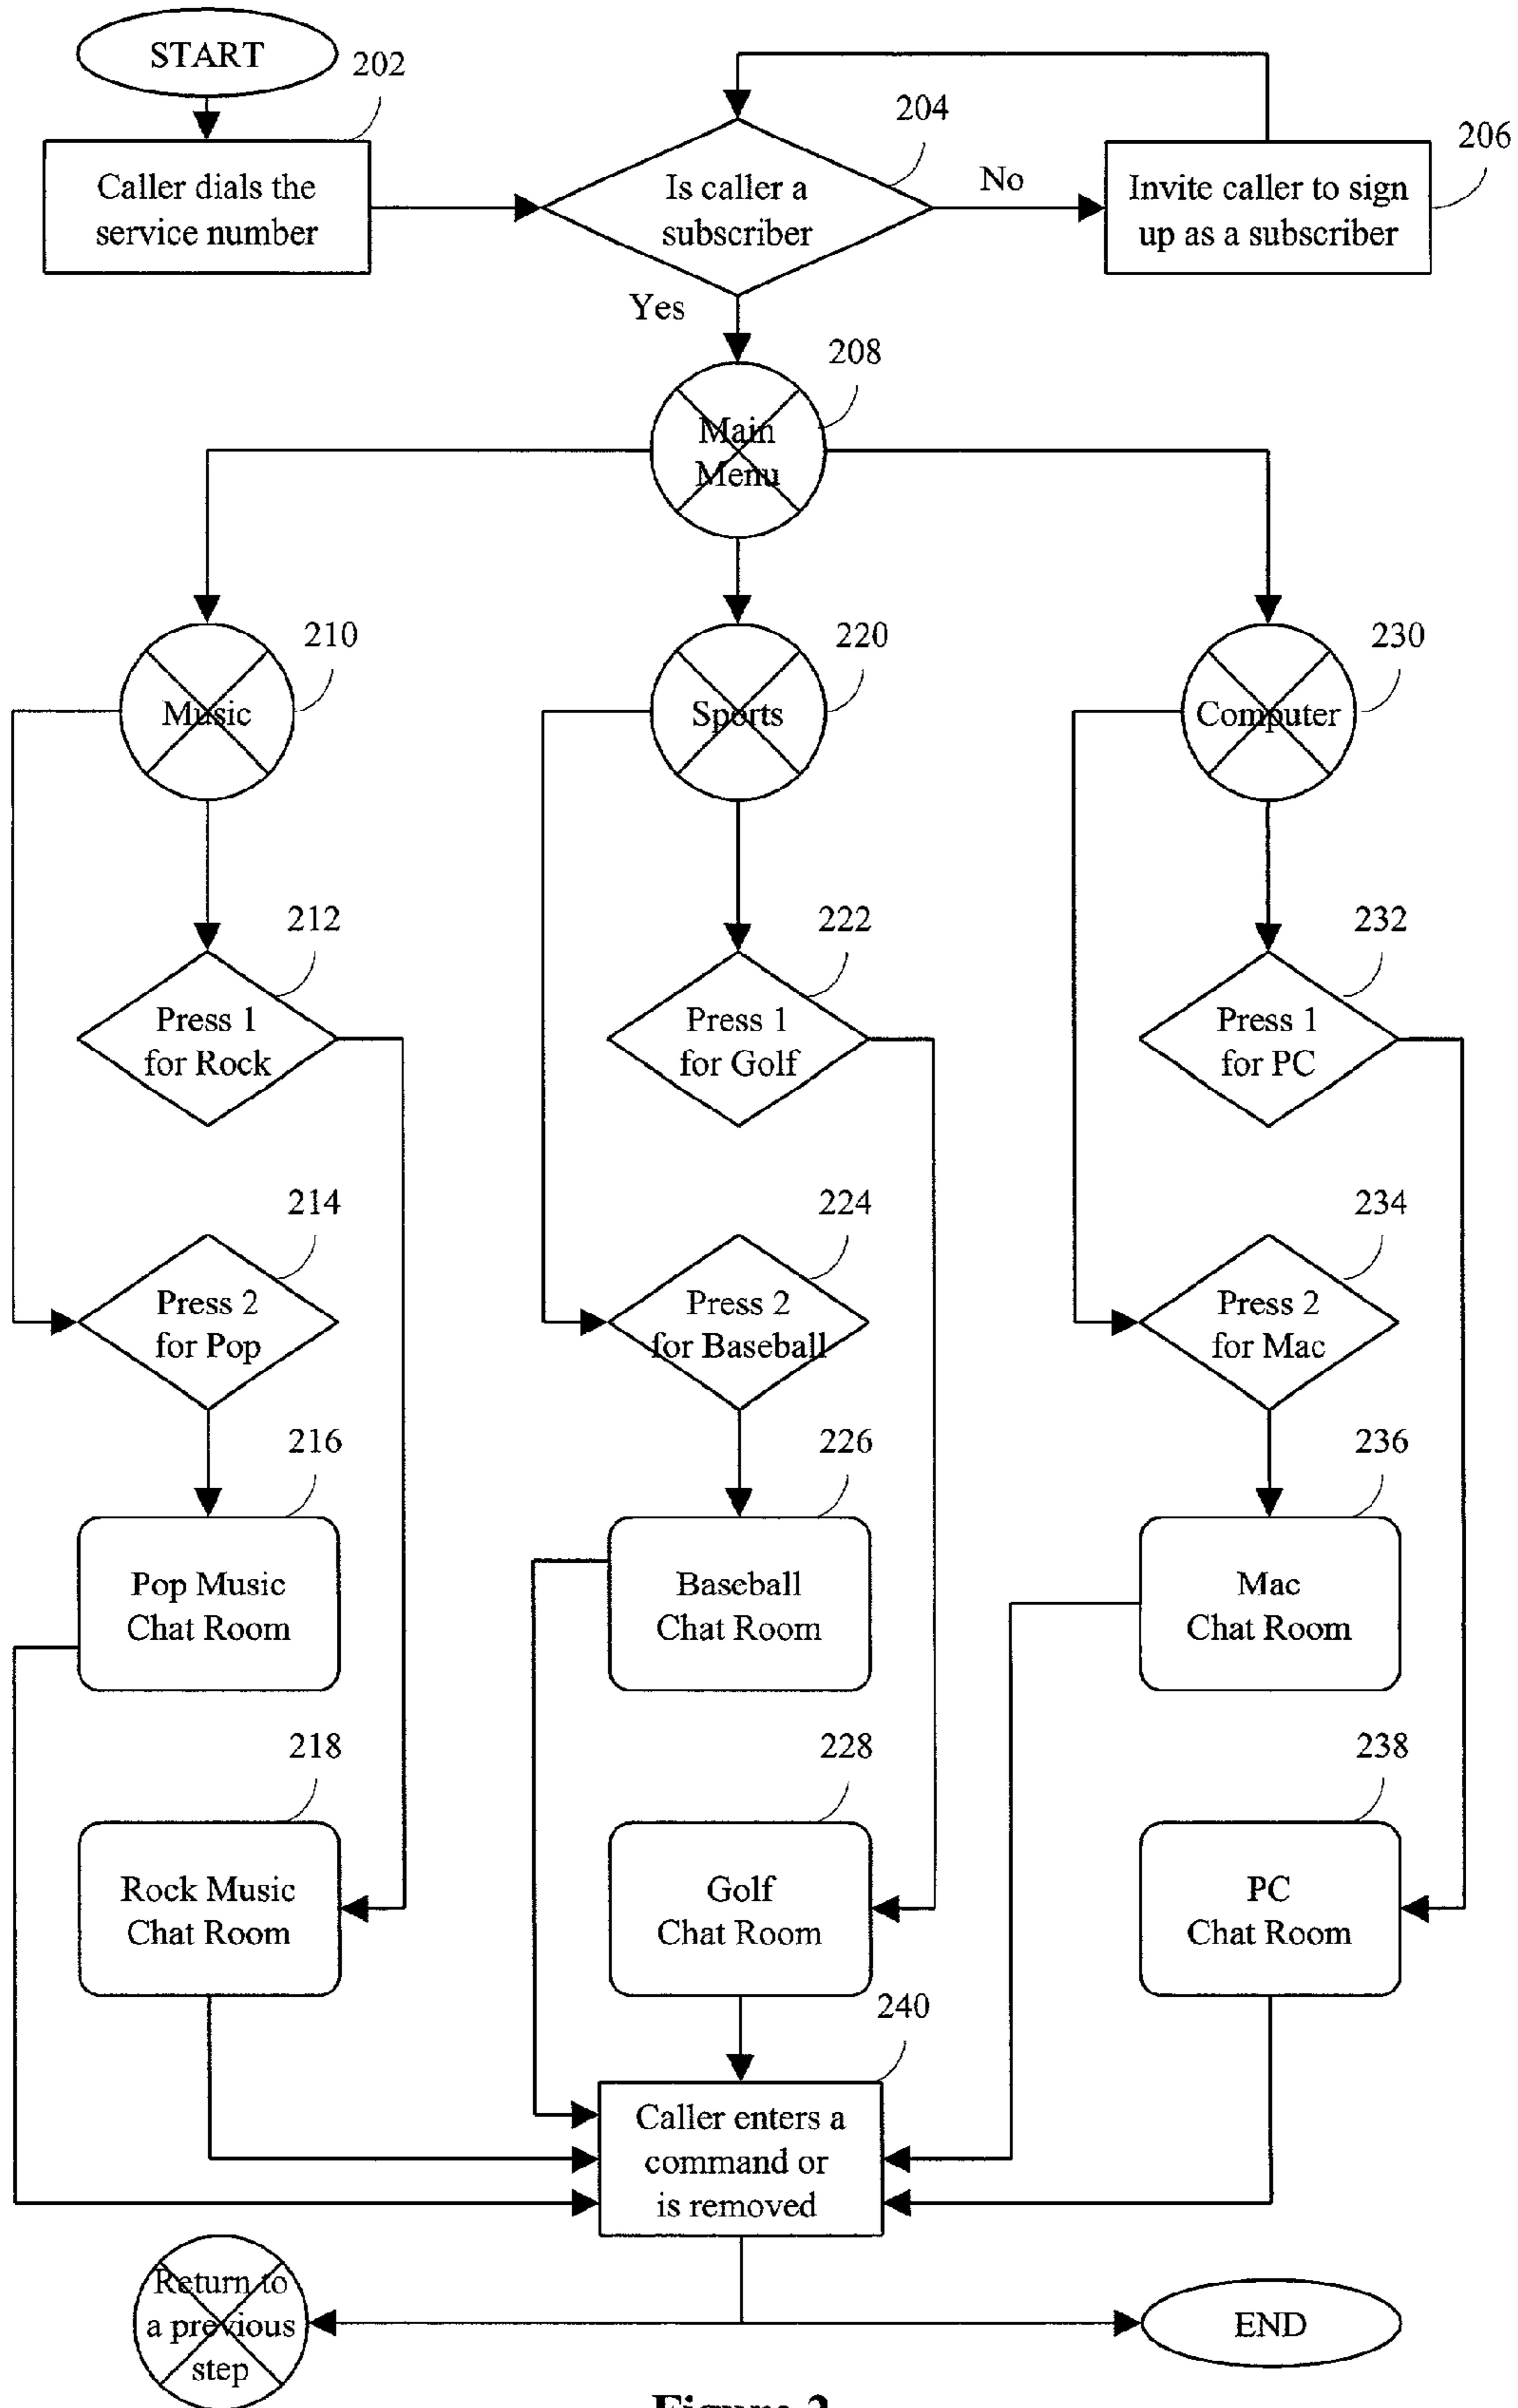 START
202
Caller dials the
service number
204
Is caller a
subscriber
No
206
Invite caller to sign
up as a subscriber
Yes
208
Main
Menu
210
Music
220
Sports
230
Computer
212
Press 1
for Rock
222
Press 1
for Golf
232
Press 1
for PC
214
Press 2
for Pop
224
Press 2
for Baseball
234
Press 2
for Mac
216
Pop Music
Chat Room
226
Baseball
Chat Room
236
Mac
Chat Room
218
Rock Music
Chat Room
228
Golf
Chat Room
238
PC
Chat Room
240
Caller enters a
command or
is removed
Return to
a previous
step
END